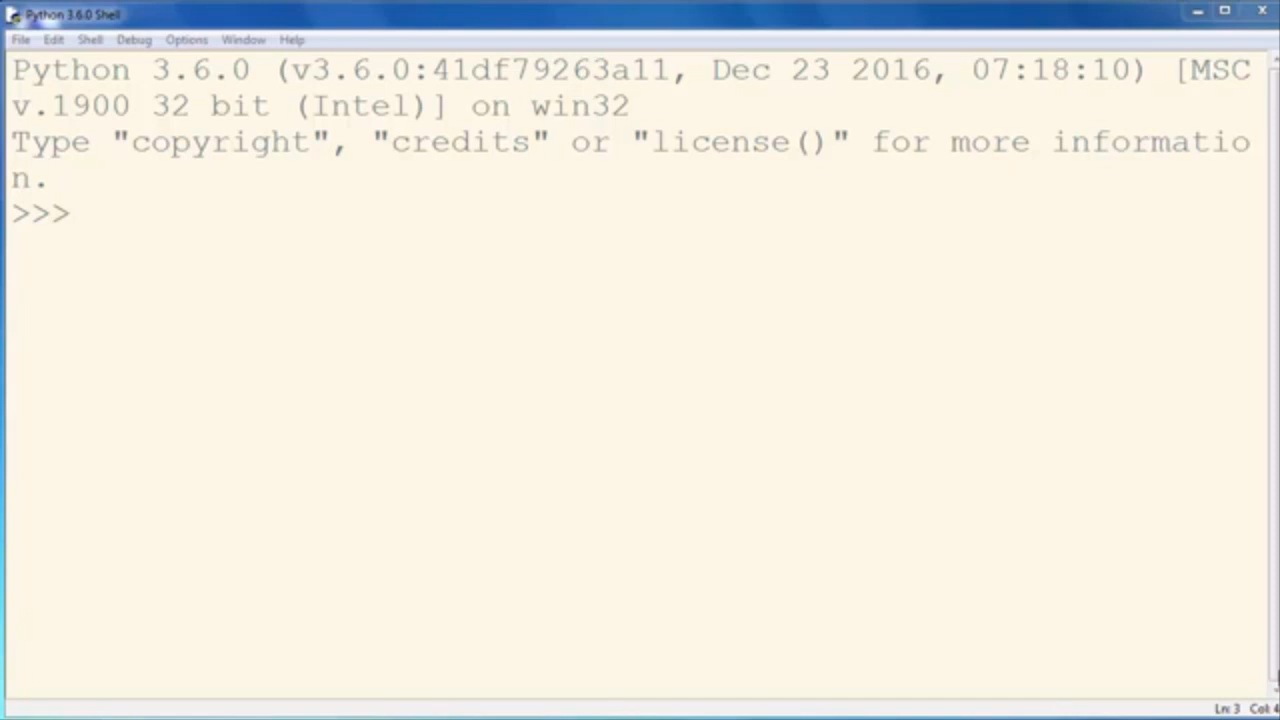 Python 3.6.0 Shell
File Edit Shell Debug Options Window Help
Python 3.6.0 (v3.6.0:41df79263a11, Dec 23 2016, 07:18:10) [MSC
v.1900 32 bit (Intel)] on win32
Type "copyright", "credits" or "license()" for more informatio
n.
>>>
Ln: 3 Col: 4